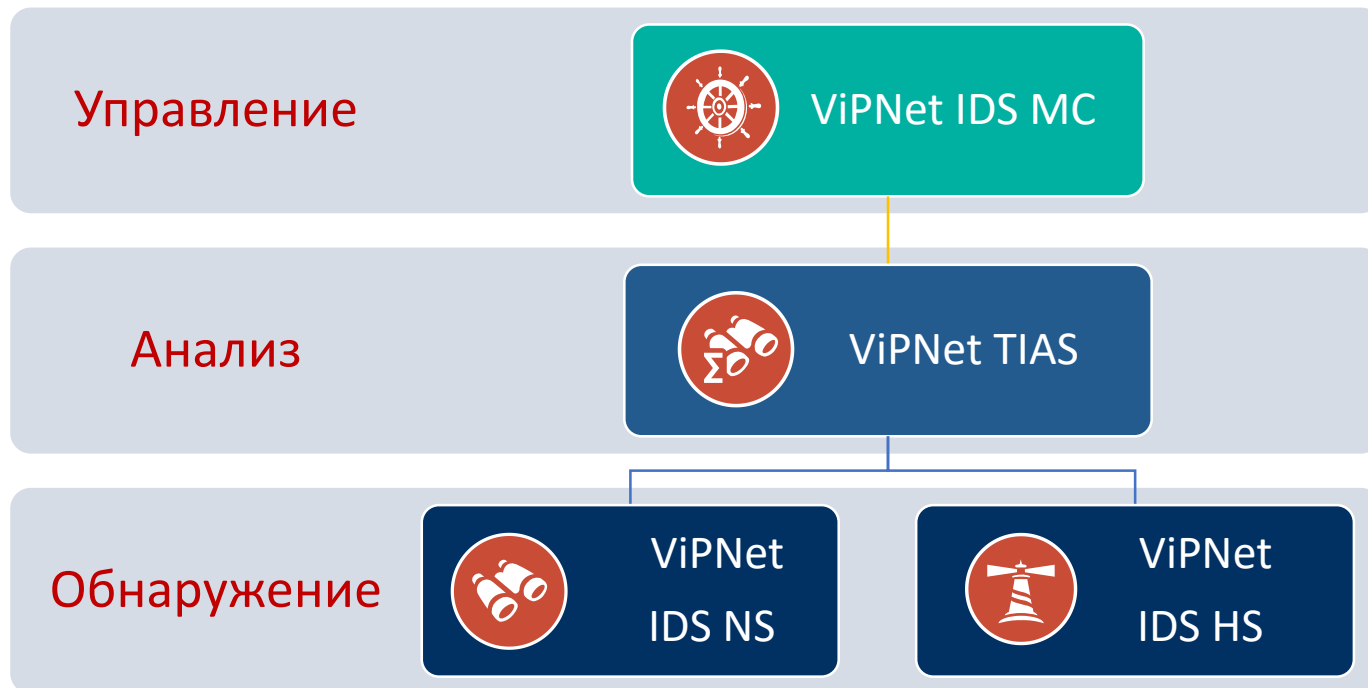 Управление
ViPNet IDS MC
Анализ
Σ
ViPNet TIAS
Обнаружение
ViPNet
IDS NS
ViPNet
IDS HS